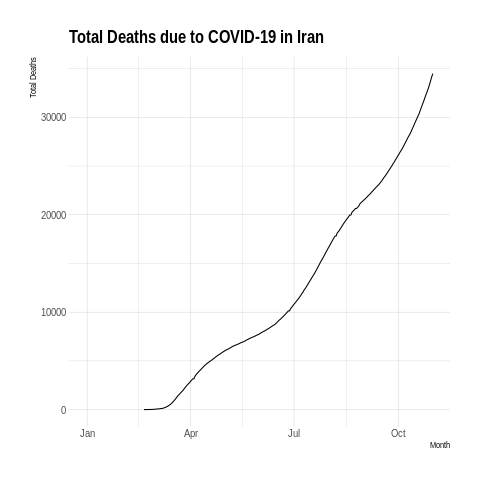 Total Deaths due to COVID-19 in Iran
Total Deaths
30000
20000
10000
0
Jan Apr Jul Oct
Month